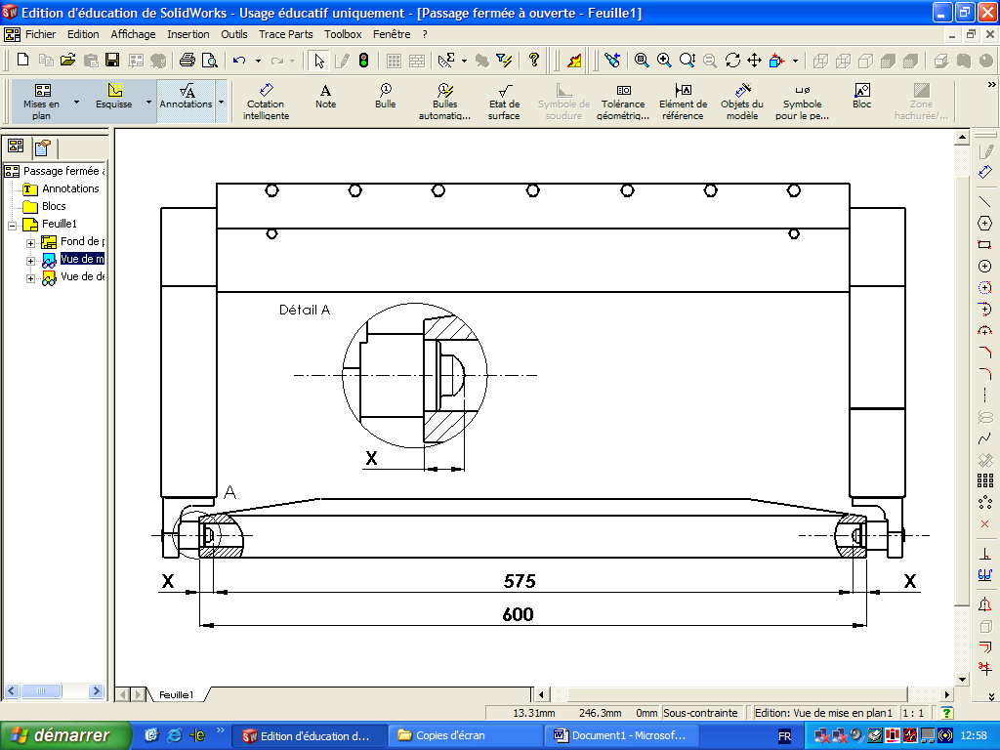 Edition d'éducation de SolidWorks - Usage éducatif uniquement - [Passage fermée à ouverte - Feuille1]
Fichier Edition Affichage Insertion Outils Trace Parts Toolbox Fenêtre ?
Mises en plan
Esquisse
Annotations
Cotation intelligente
Note
Bulle
Bulles automatiq...
Etat de surface
Symbole de soudure
Tolérance géométriq...
Elément de référence
Objets du modèle
Symbole pour le pe...
Bloc
Zone hachurée/...
Passage fermée à
Annotations
Blocs
Feuille1
Fond de p
Vue de m
Vue de dé
Détail A
X
A
X 575 X
600
Feuille1
13.31mm 246.3mm 0mm Sous-contrainte Edition: Vue de mise en plan1 1 : 1
démarrer Edition d'éducation d... Copies d'écran Document1 - Microsof... FR 12:58